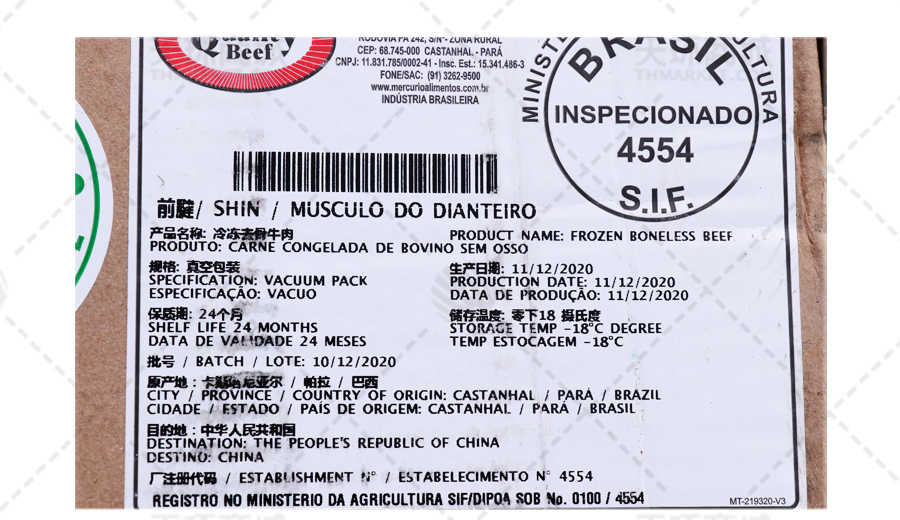 Quality
Beef
RODOVIA PA 242, S/Nº - ZONA RURAL
CEP: 68.745-000 CASTANHAL - PARÁ
CNPJ: 11.831.785/0002-41 - Insc. Est.: 15.341.486-3
FONE/SAC: (91) 3262-9500
www.mercurioalimentos.com.br
INDÚSTRIA BRASILEIRA
BRASIL
INSPECIONADO
4554
S.I.F.
前腱/ SHIN / MUSCULO DO DIANTEIRO
产品名称: 冷冻去骨牛肉
PRODUTO: CARNE CONGELADA DE BOVINO SEM OSSO
PRODUCT NAME: FROZEN BONELESS BEEF
规格: 真空包装
SPECIFICATION: VACUUM PACK
ESPECIFICAÇÃO: VACUO
生产日期: 11/12/2020
PRODUCTION DATE: 11/12/2020
DATA DE PRODUÇÃO: 11/12/2020
保质期: 24个月
SHELF LIFE 24 MONTHS
DATA DE VALIDADE 24 MESES
储存温度: 零下18 摄氏度
STORAGE TEMP -18°C DEGREE
TEMP ESTOCAGEM -18°C
批号 / BATCH / LOTE: 10/12/2020
原产地: 卡斯塔尼亚尔 / 帕拉 / 巴西
CITY / PROVINCE / COUNTRY OF ORIGIN: CASTANHAL / PARÁ / BRAZIL
CIDADE / ESTADO / PAÍS DE ORIGEM: CASTANHAL / PARÁ / BRASIL
目的地: 中华人民共和国
DESTINATION: THE PEOPLE'S REPUBLIC OF CHINA
DESTINO: CHINA
厂注册代码 / ESTABLISHMENT N° / ESTABELECIMENTO N° 4554
REGISTRO NO MINISTERIO DA AGRICULTURA SIF/DIPOA SOB No. 0100 / 4554
MT-219320-V3